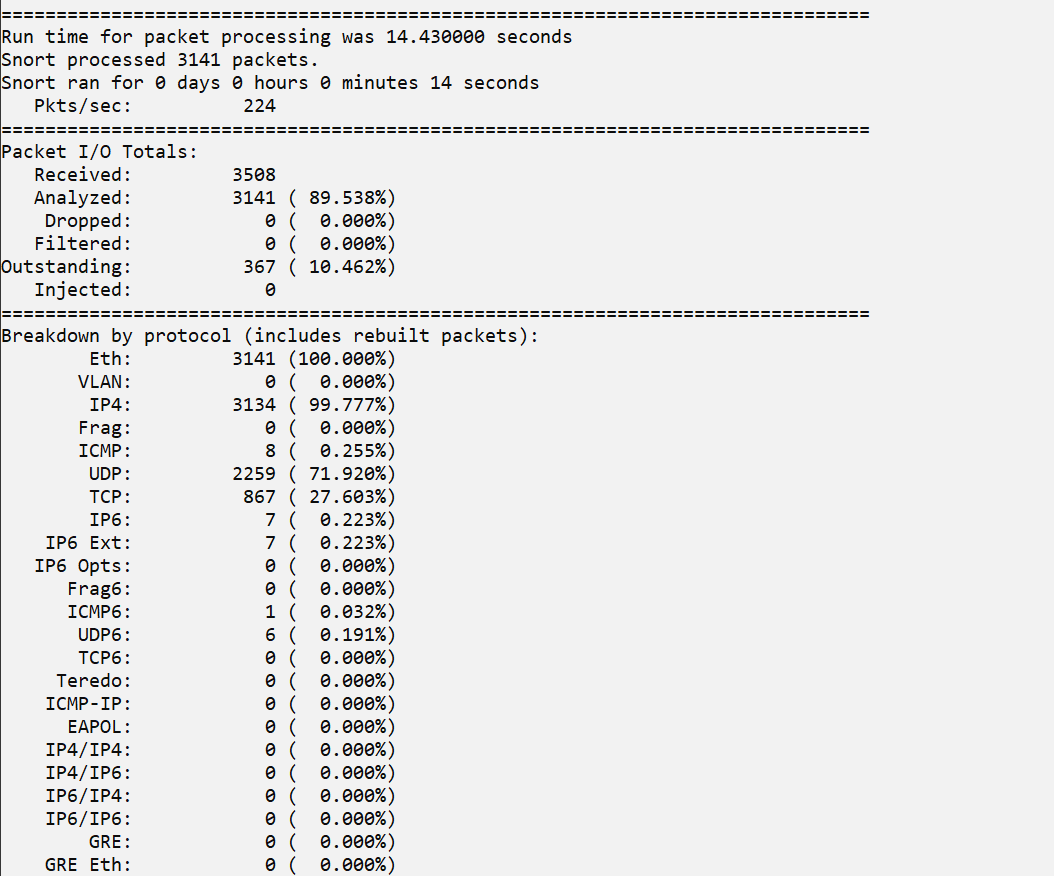 ===============================================================================
Run time for packet processing was 14.430000 seconds
Snort processed 3141 packets.
Snort ran for 0 days 0 hours 0 minutes 14 seconds
   Pkts/sec:          224
===============================================================================
Packet I/O Totals:
   Received:         3508
   Analyzed:         3141 ( 89.538%)
    Dropped:            0 (  0.000%)
   Filtered:            0 (  0.000%)
Outstanding:          367 ( 10.462%)
   Injected:            0
===============================================================================
Breakdown by protocol (includes rebuilt packets):
        Eth:         3141 (100.000%)
       VLAN:            0 (  0.000%)
        IP4:         3134 ( 99.777%)
       Frag:            0 (  0.000%)
       ICMP:            8 (  0.255%)
        UDP:         2259 ( 71.920%)
        TCP:          867 ( 27.603%)
        IP6:            7 (  0.223%)
    IP6 Ext:            7 (  0.223%)
   IP6 Opts:            0 (  0.000%)
      Frag6:            0 (  0.000%)
      ICMP6:            1 (  0.032%)
       UDP6:            6 (  0.191%)
       TCP6:            0 (  0.000%)
     Teredo:            0 (  0.000%)
    ICMP-IP:            0 (  0.000%)
      EAPOL:            0 (  0.000%)
    IP4/IP4:            0 (  0.000%)
    IP4/IP6:            0 (  0.000%)
    IP6/IP4:            0 (  0.000%)
    IP6/IP6:            0 (  0.000%)
        GRE:            0 (  0.000%)
    GRE Eth:            0 (  0.000%)